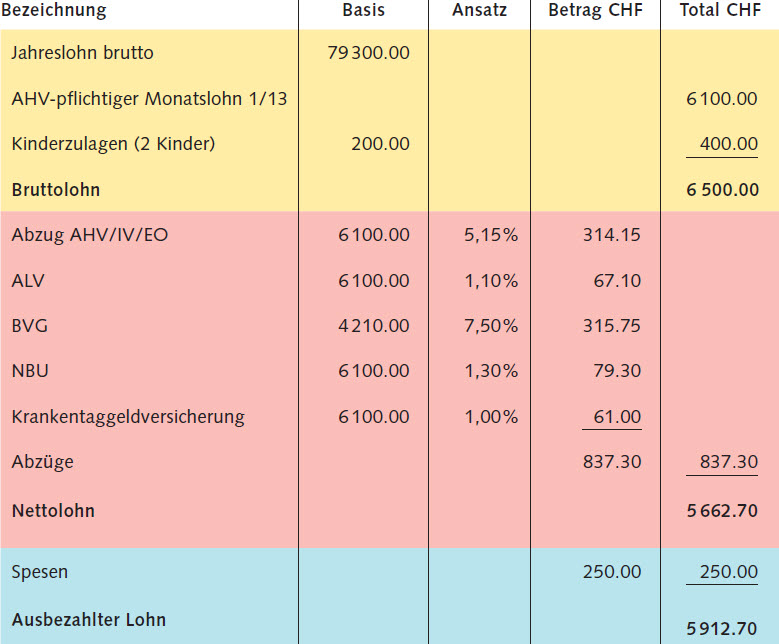 Bezeichnung Basis Ansatz Betrag CHF Total CHF
Jahreslohn brutto 79 300.00
AHV-pflichtiger Monatslohn 1/13 6 100.00
Kinderzulagen (2 Kinder) 200.00 400.00
Bruttolohn 6 500.00
Abzug AHV/IV/EO 6 100.00 5,15% 314.15
ALV 6 100.00 1,10% 67.10
BVG 4 210.00 7,50% 315.75
NBU 6 100.00 1,30% 79.30
Krankentaggeldversicherung 6 100.00 1,00% 61.00
Abzüge 837.30 837.30
Nettolohn 5 662.70
Spesen 250.00 250.00
Ausbezahlter Lohn 5 912.70